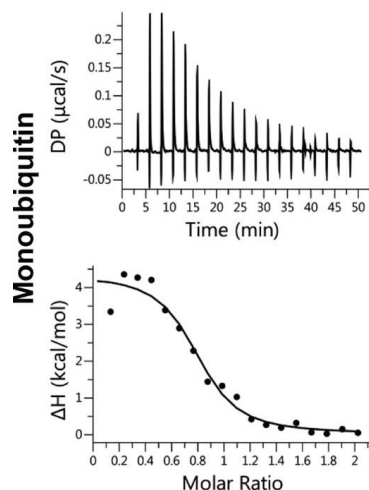 Monoubiquitin
DP (µcal/s)
0.2
0.15
0.1
0.05
0
-0.05
0 5 10 15 20 25 30 35 40 45 50
Time (min)
ΔH (kcal/mol)
4
3
2
1
0
0 0.2 0.4 0.6 0.8 1 1.2 1.4 1.6 1.8 2
Molar Ratio